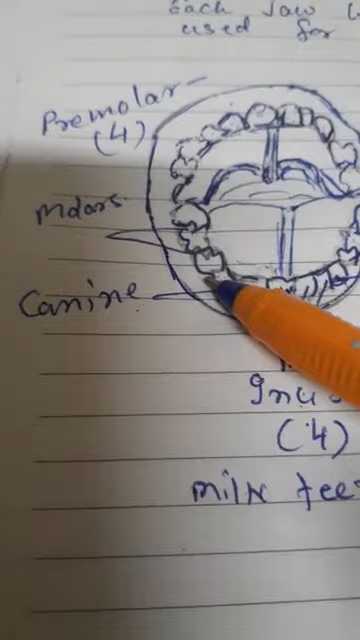 Each Jaw
used for
Premolar
(4)
Molars
Canine
(4)
milk tee